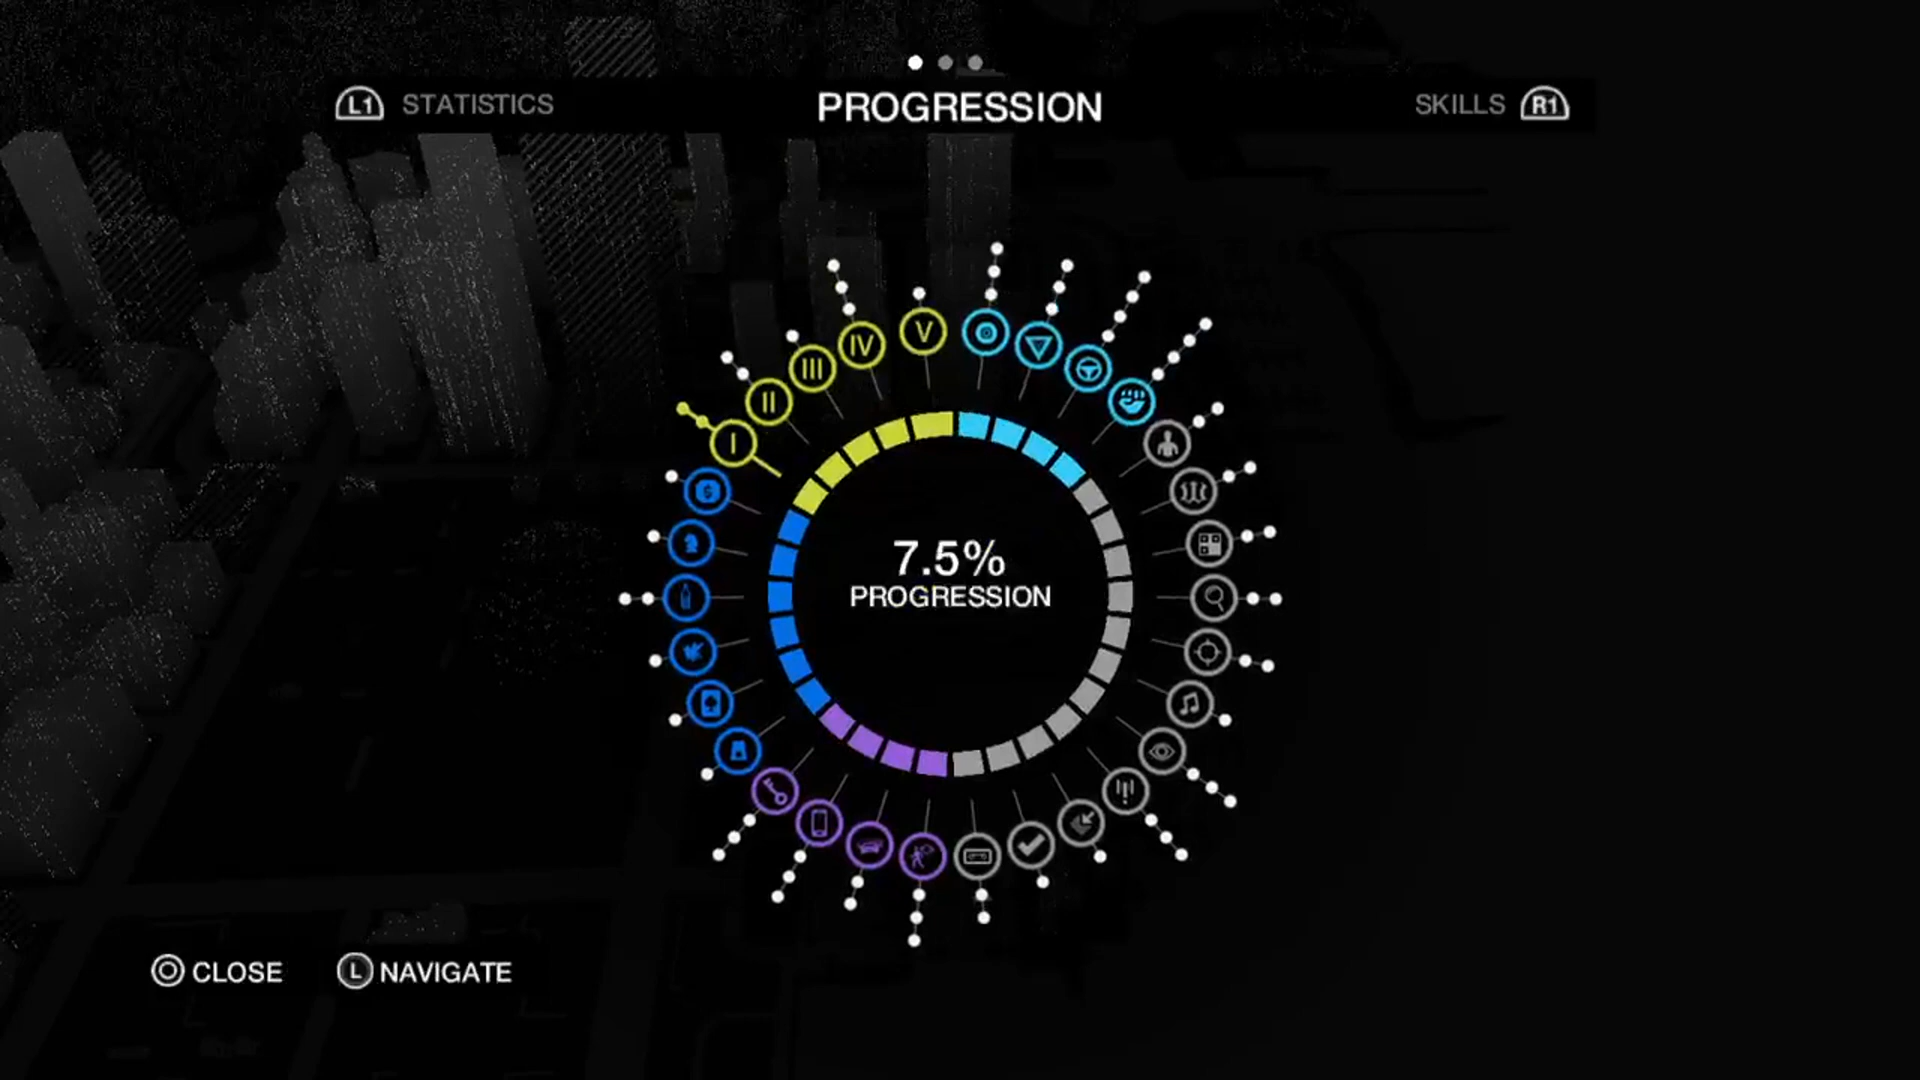 L1 STATISTICS
PROGRESSION
SKILLS R1
I
II
III
IV
V
$
7.5%
PROGRESSION
CLOSE
L NAVIGATE